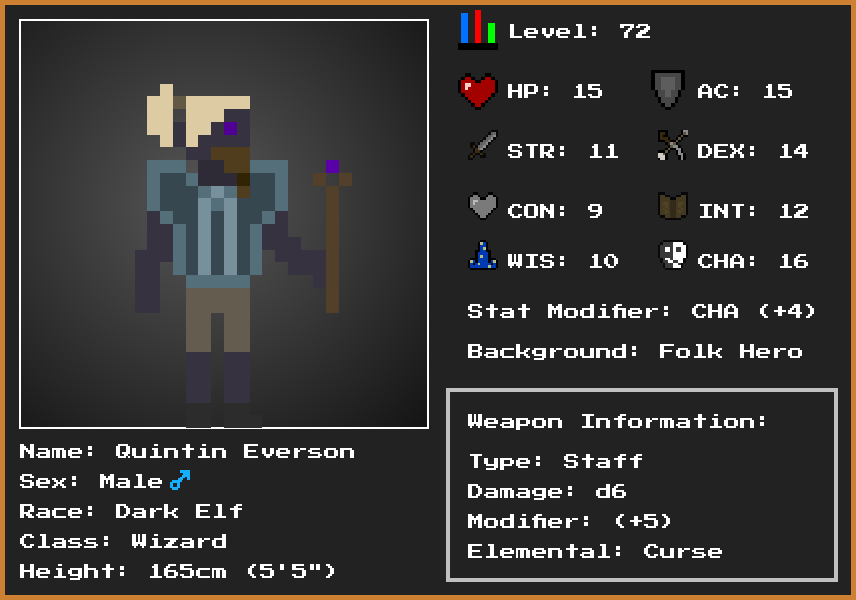 Level: 72
HP: 15
AC: 15
STR: 11
DEX: 14
CON: 9
INT: 12
WIS: 10
CHA: 16
Stat Modifier: CHA (+4)
Background: Folk Hero
Name: Quintin Everson
Sex: Male♂
Race: Dark Elf
Class: Wizard
Height: 165cm (5'5")
Weapon Information:
Type: Staff
Damage: d6
Modifier: (+5)
Elemental: Curse